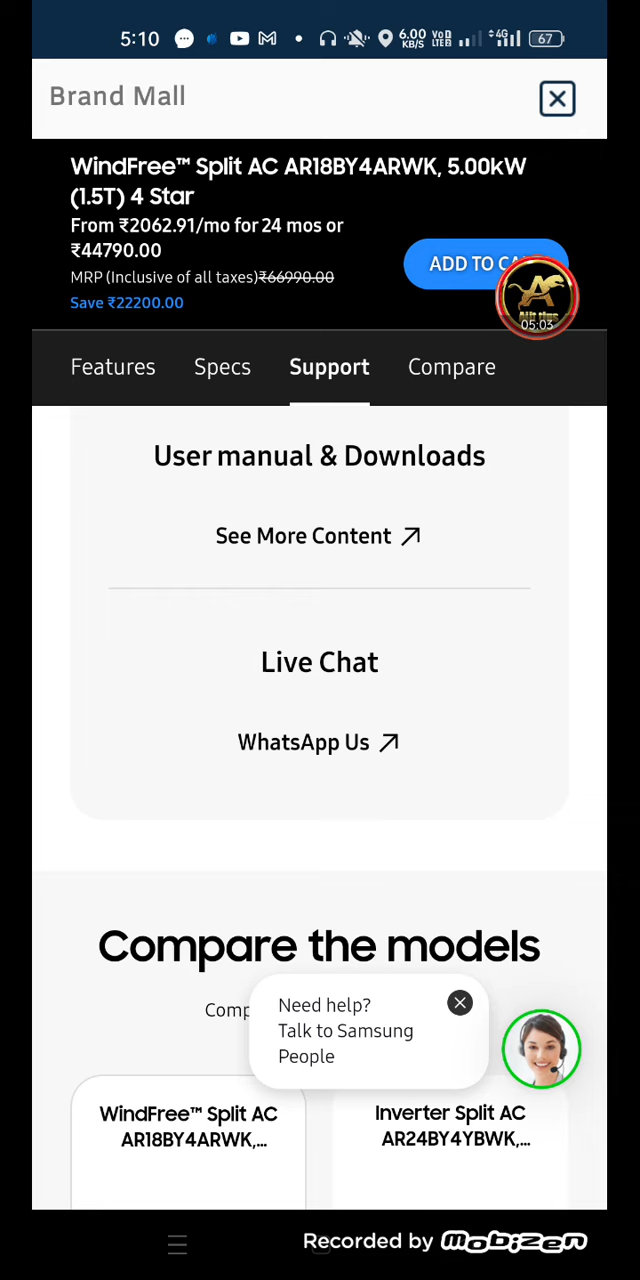 5:10
6.00 KB/S
4G
67
Brand Mall
WindFree™ Split AC AR18BY4ARWK, 5.00kW
(1.5T) 4 Star
From ₹2062.91/mo for 24 mos or
₹44790.00
MRP (Inclusive of all taxes)₹66990.00
Save ₹22200.00
ADD TO
05:03
Features Specs Support Compare
User manual & Downloads
See More Content
Live Chat
WhatsApp Us
Compare the models
Need help?
Talk to Samsung
People
WindFree™ Split AC
AR18BY4ARWK,...
Inverter Split AC
AR24BY4YBWK,...
Recorded by mobizen